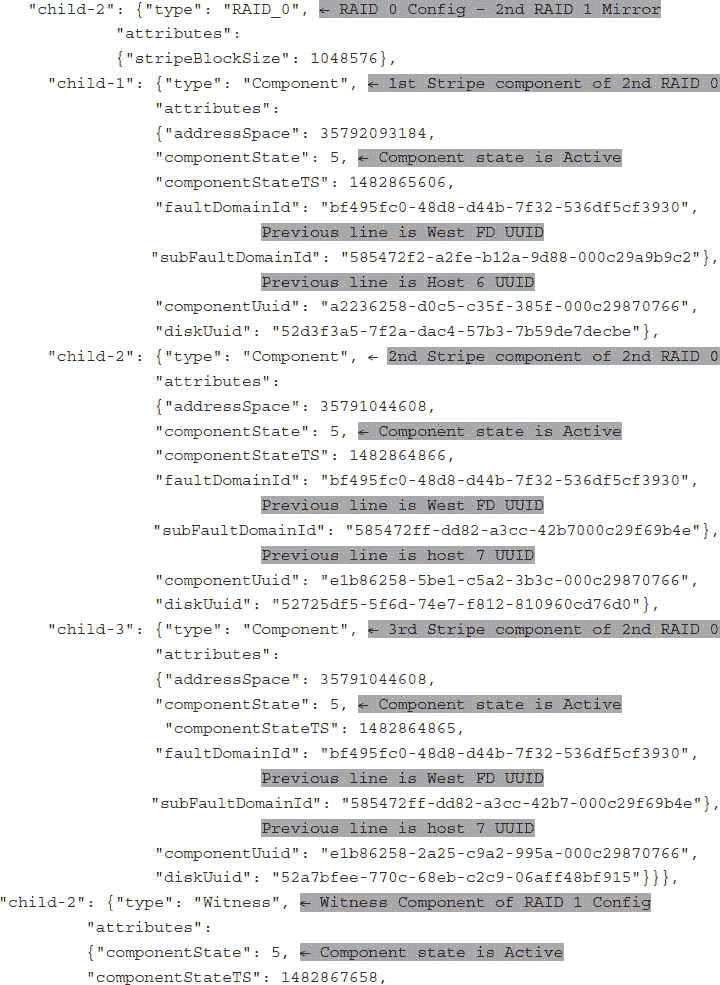 "child-2": {"type": "RAID_0", ← RAID 0 Config - 2nd RAID 1 Mirror
"attributes":
{"stripeBlockSize": 1048576},
"child-1": {"type": "Component", ← 1st Stripe component of 2nd RAID 0
"attributes":
{"addressSpace": 35792093184,
"componentState": 5, ← Component state is Active
"componentStateTS": 1482865606,
"faultDomainId": "bf495fc0-48d8-d44b-7f32-536df5cf3930",
Previous line is West FD UUID
"subFaultDomainId": "585472f2-a2fe-b12a-9d88-000c29a9b9c2"},
Previous line is Host 6 UUID
"componentUuid": "a2236258-d0c5-c35f-385f-000c29870766",
"diskUuid": "52d3f3a5-7f2a-dac4-57b3-7b59de7decbe"},
"child-2": {"type": "Component", ← 2nd Stripe component of 2nd RAID 0
"attributes":
{"addressSpace": 35791044608,
"componentState": 5, ← Component state is Active
"componentStateTS": 1482864866,
"faultDomainId": "bf495fc0-48d8-d44b-7f32-536df5cf3930",
Previous line is West FD UUID
"subFaultDomainId": "585472ff-dd82-a3cc-42b7000c29f69b4e"},
Previous line is host 7 UUID
"componentUuid": "e1b86258-5be1-c5a2-3b3c-000c29870766",
"diskUuid": "52725df5-5f6d-74e7-f812-810960cd76d0"},
"child-3": {"type": "Component", ← 3rd Stripe component of 2nd RAID 0
"attributes":
{"addressSpace": 35791044608,
"componentState": 5, ← Component state is Active
"componentStateTS": 1482864865,
"faultDomainId": "bf495fc0-48d8-d44b-7f32-536df5cf3930",
Previous line is West FD UUID
"subFaultDomainId": "585472ff-dd82-a3cc-42b7-000c29f69b4e"},
Previous line is host 7 UUID
"componentUuid": "e1b86258-2a25-c9a2-995a-000c29870766",
"diskUuid": "52a7bfee-770c-68eb-c2c9-06aff48bf915"}}},
"child-2": {"type": "Witness", ← Witness Component of RAID 1 Config
"attributes":
{"componentState": 5, ← Component state is Active
"componentStateTS": 1482867658,